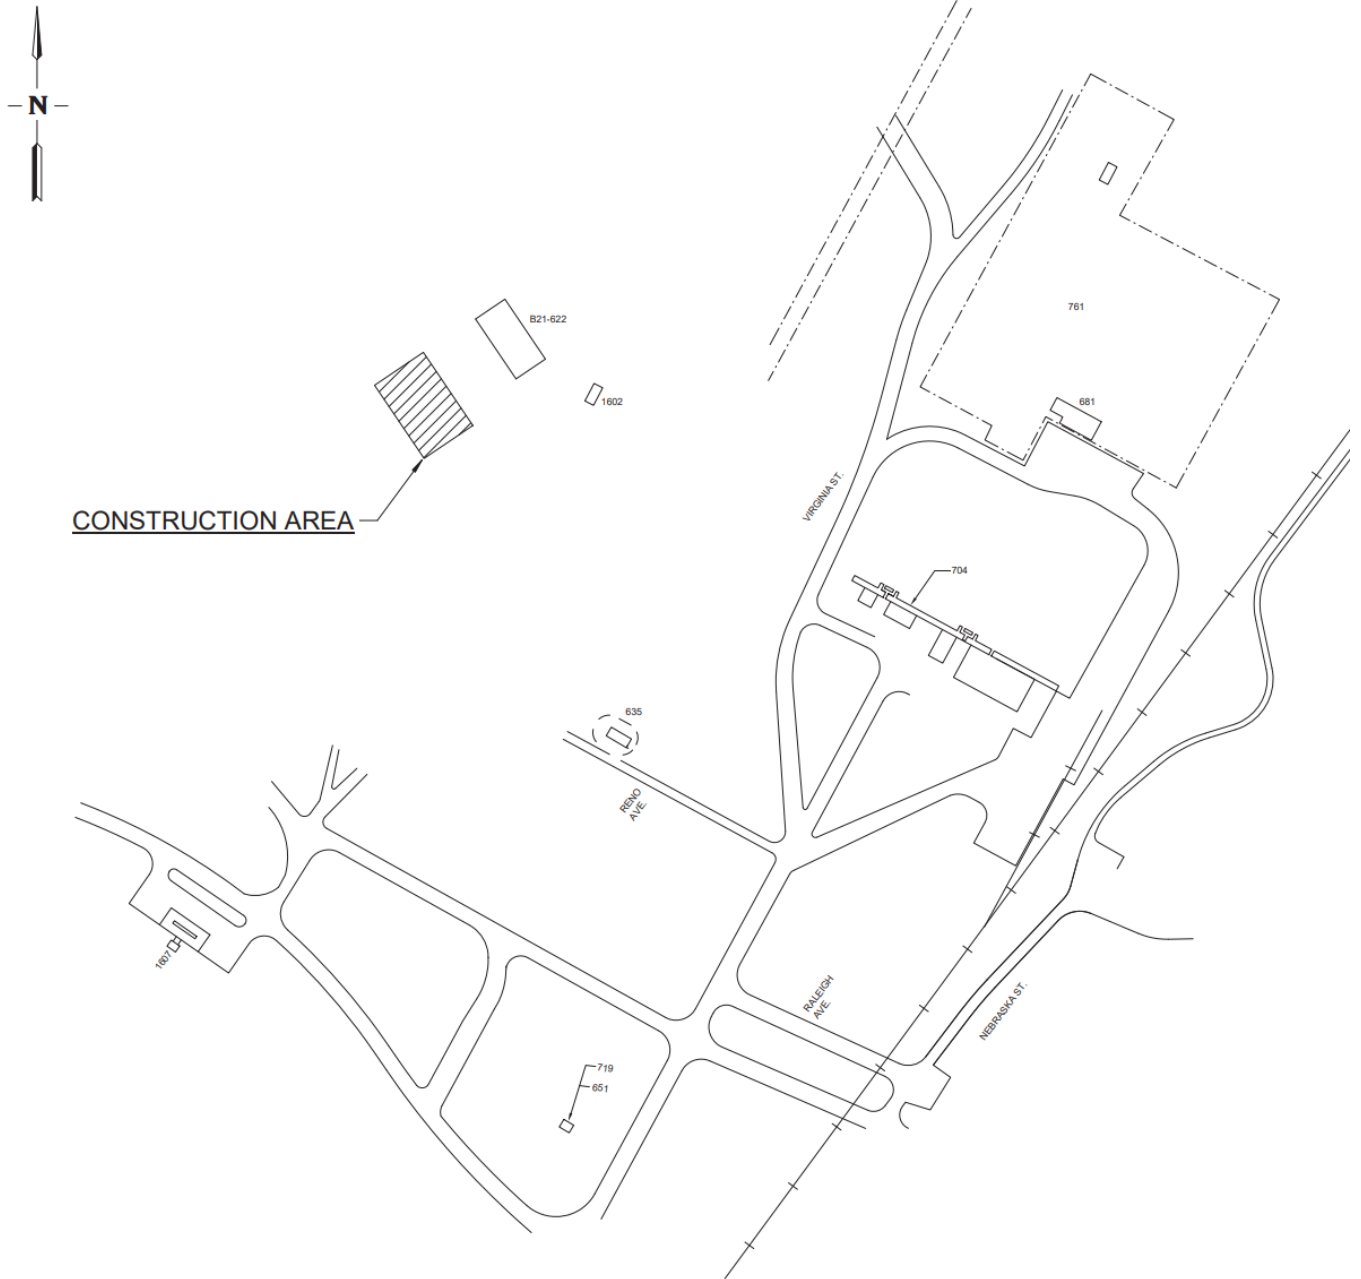 N
761
B21-622
681
1602
VIRGINIA ST.
CONSTRUCTION AREA
704
635
RENO
AVE.
1607
RALEIGH
AVE.
NEBRASKA ST.
719
651